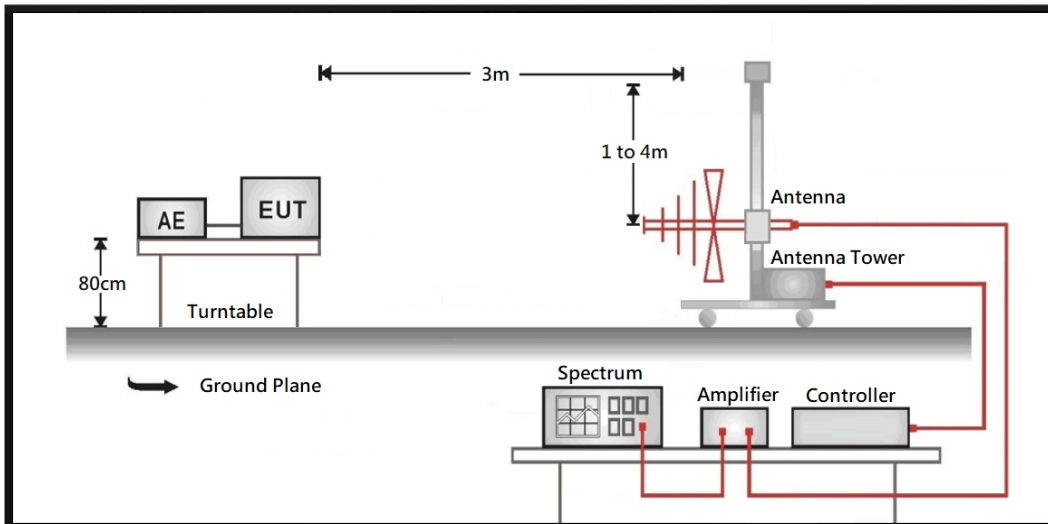 3m
1 to 4m
AE
EUT
Antenna
Antenna Tower
80cm
Turntable
Ground Plane
Spectrum
Amplifier
Controller